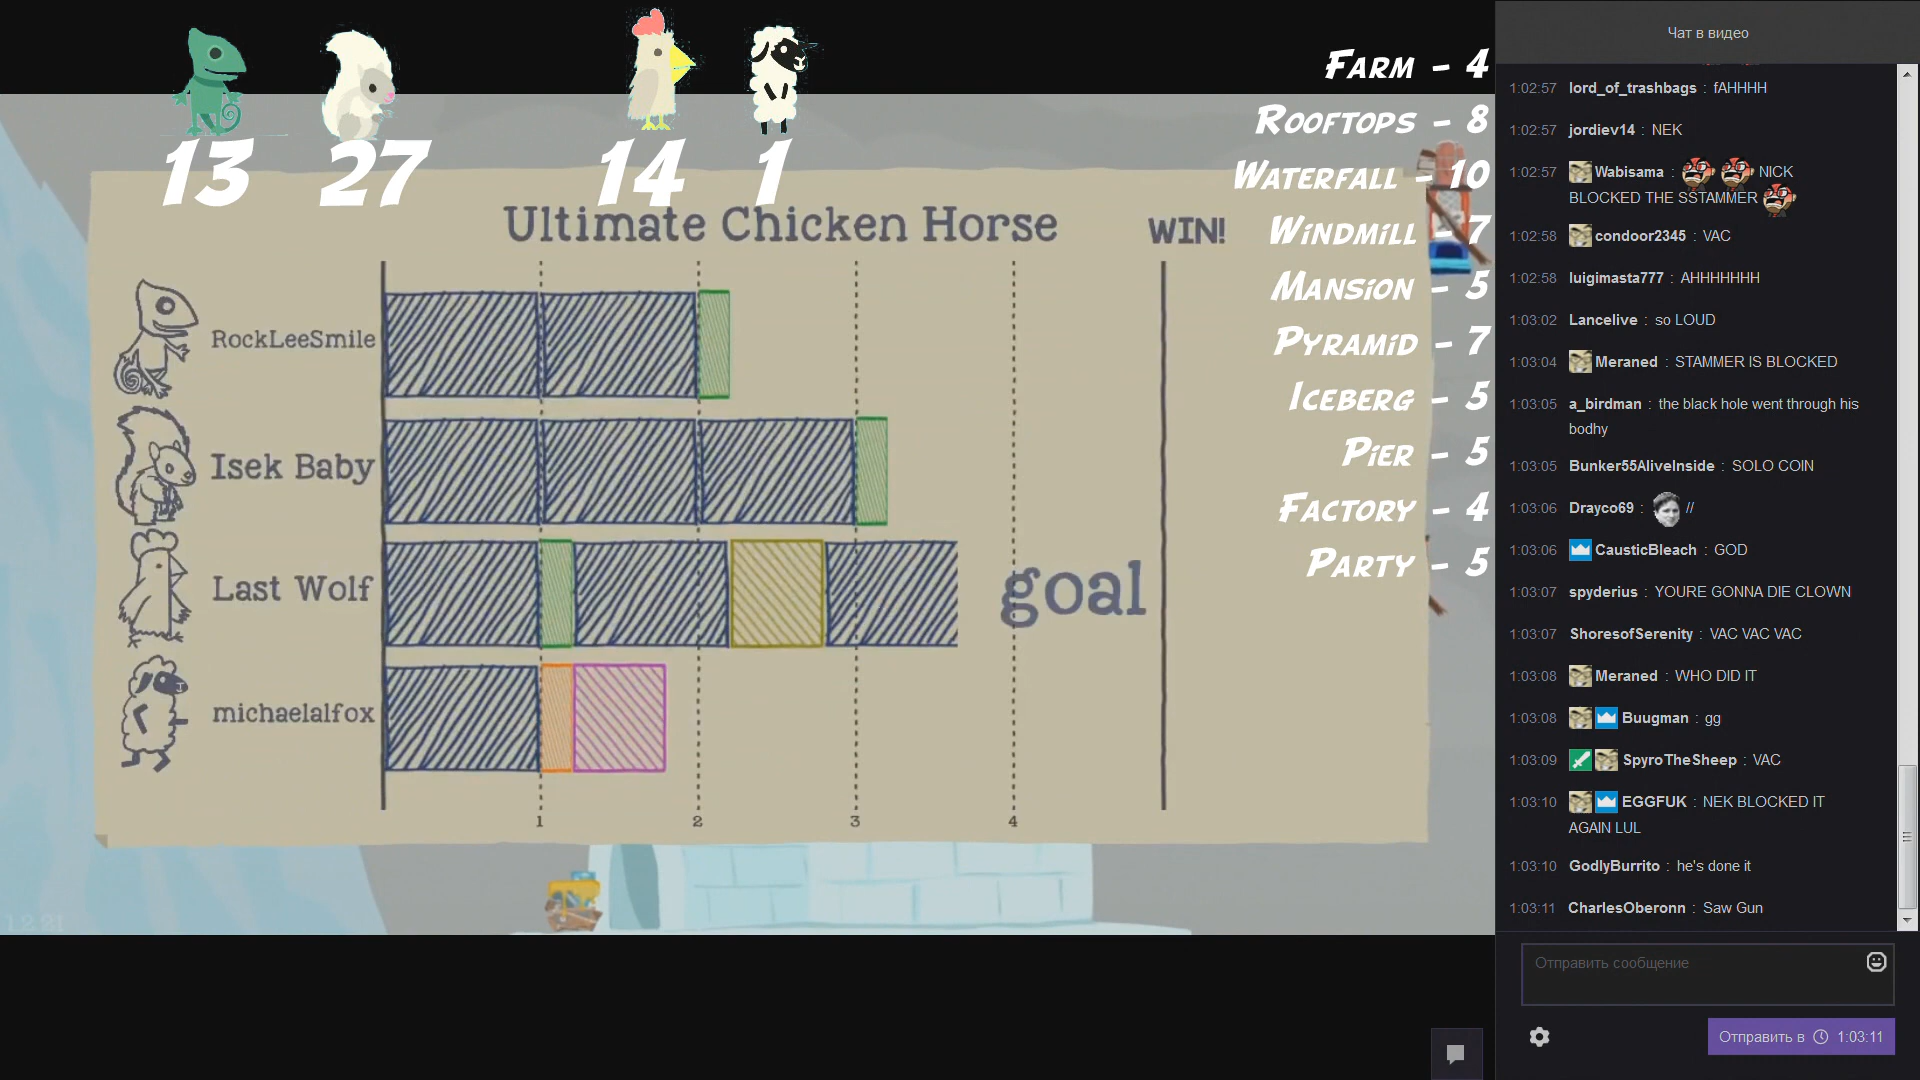 13 27 14 1
FARM - 4
ROOFTOPS - 8
WATERFALL - 10
WINDMILL - 7
MANSION - 5
PYRAMID - 7
ICEBERG - 5
PIER - 5
FACTORY - 4
PARTY - 5
Ultimate Chicken Horse
WIN!
RockLeeSmile
Isek Baby
Last Wolf
goal
michaelalfox
1 2 3 4
1.2.21
Чат в видео
1:02:57 lord_of_trashbags : fAHHHH
1:02:57 jordiev14 : NEK
1:02:57 Wabisama : NICK
BLOCKED THE SSTAMMER
1:02:58 condoor2345 : VAC
1:02:58 luigimasta777 : AHHHHHHH
1:03:02 Lancelive : so LOUD
1:03:04 Meraned : STAMMER IS BLOCKED
1:03:05 a_birdman : the black hole went through his
bodhy
1:03:05 Bunker55AliveInside : SOLO COIN
1:03:06 Drayco69 : //
1:03:06 CausticBleach : GOD
1:03:07 spyderius : YOURE GONNA DIE CLOWN
1:03:07 ShoresofSerenity : VAC VAC VAC
1:03:08 Meraned : WHO DID IT
1:03:08 Buugman : gg
1:03:09 SpyroTheSheep : VAC
1:03:10 EGGFUK : NEK BLOCKED IT
AGAIN LUL
1:03:10 GodlyBurrito : he's done it
1:03:11 CharlesOberonn : Saw Gun
Отправить сообщение
Отправить в 1:03:11